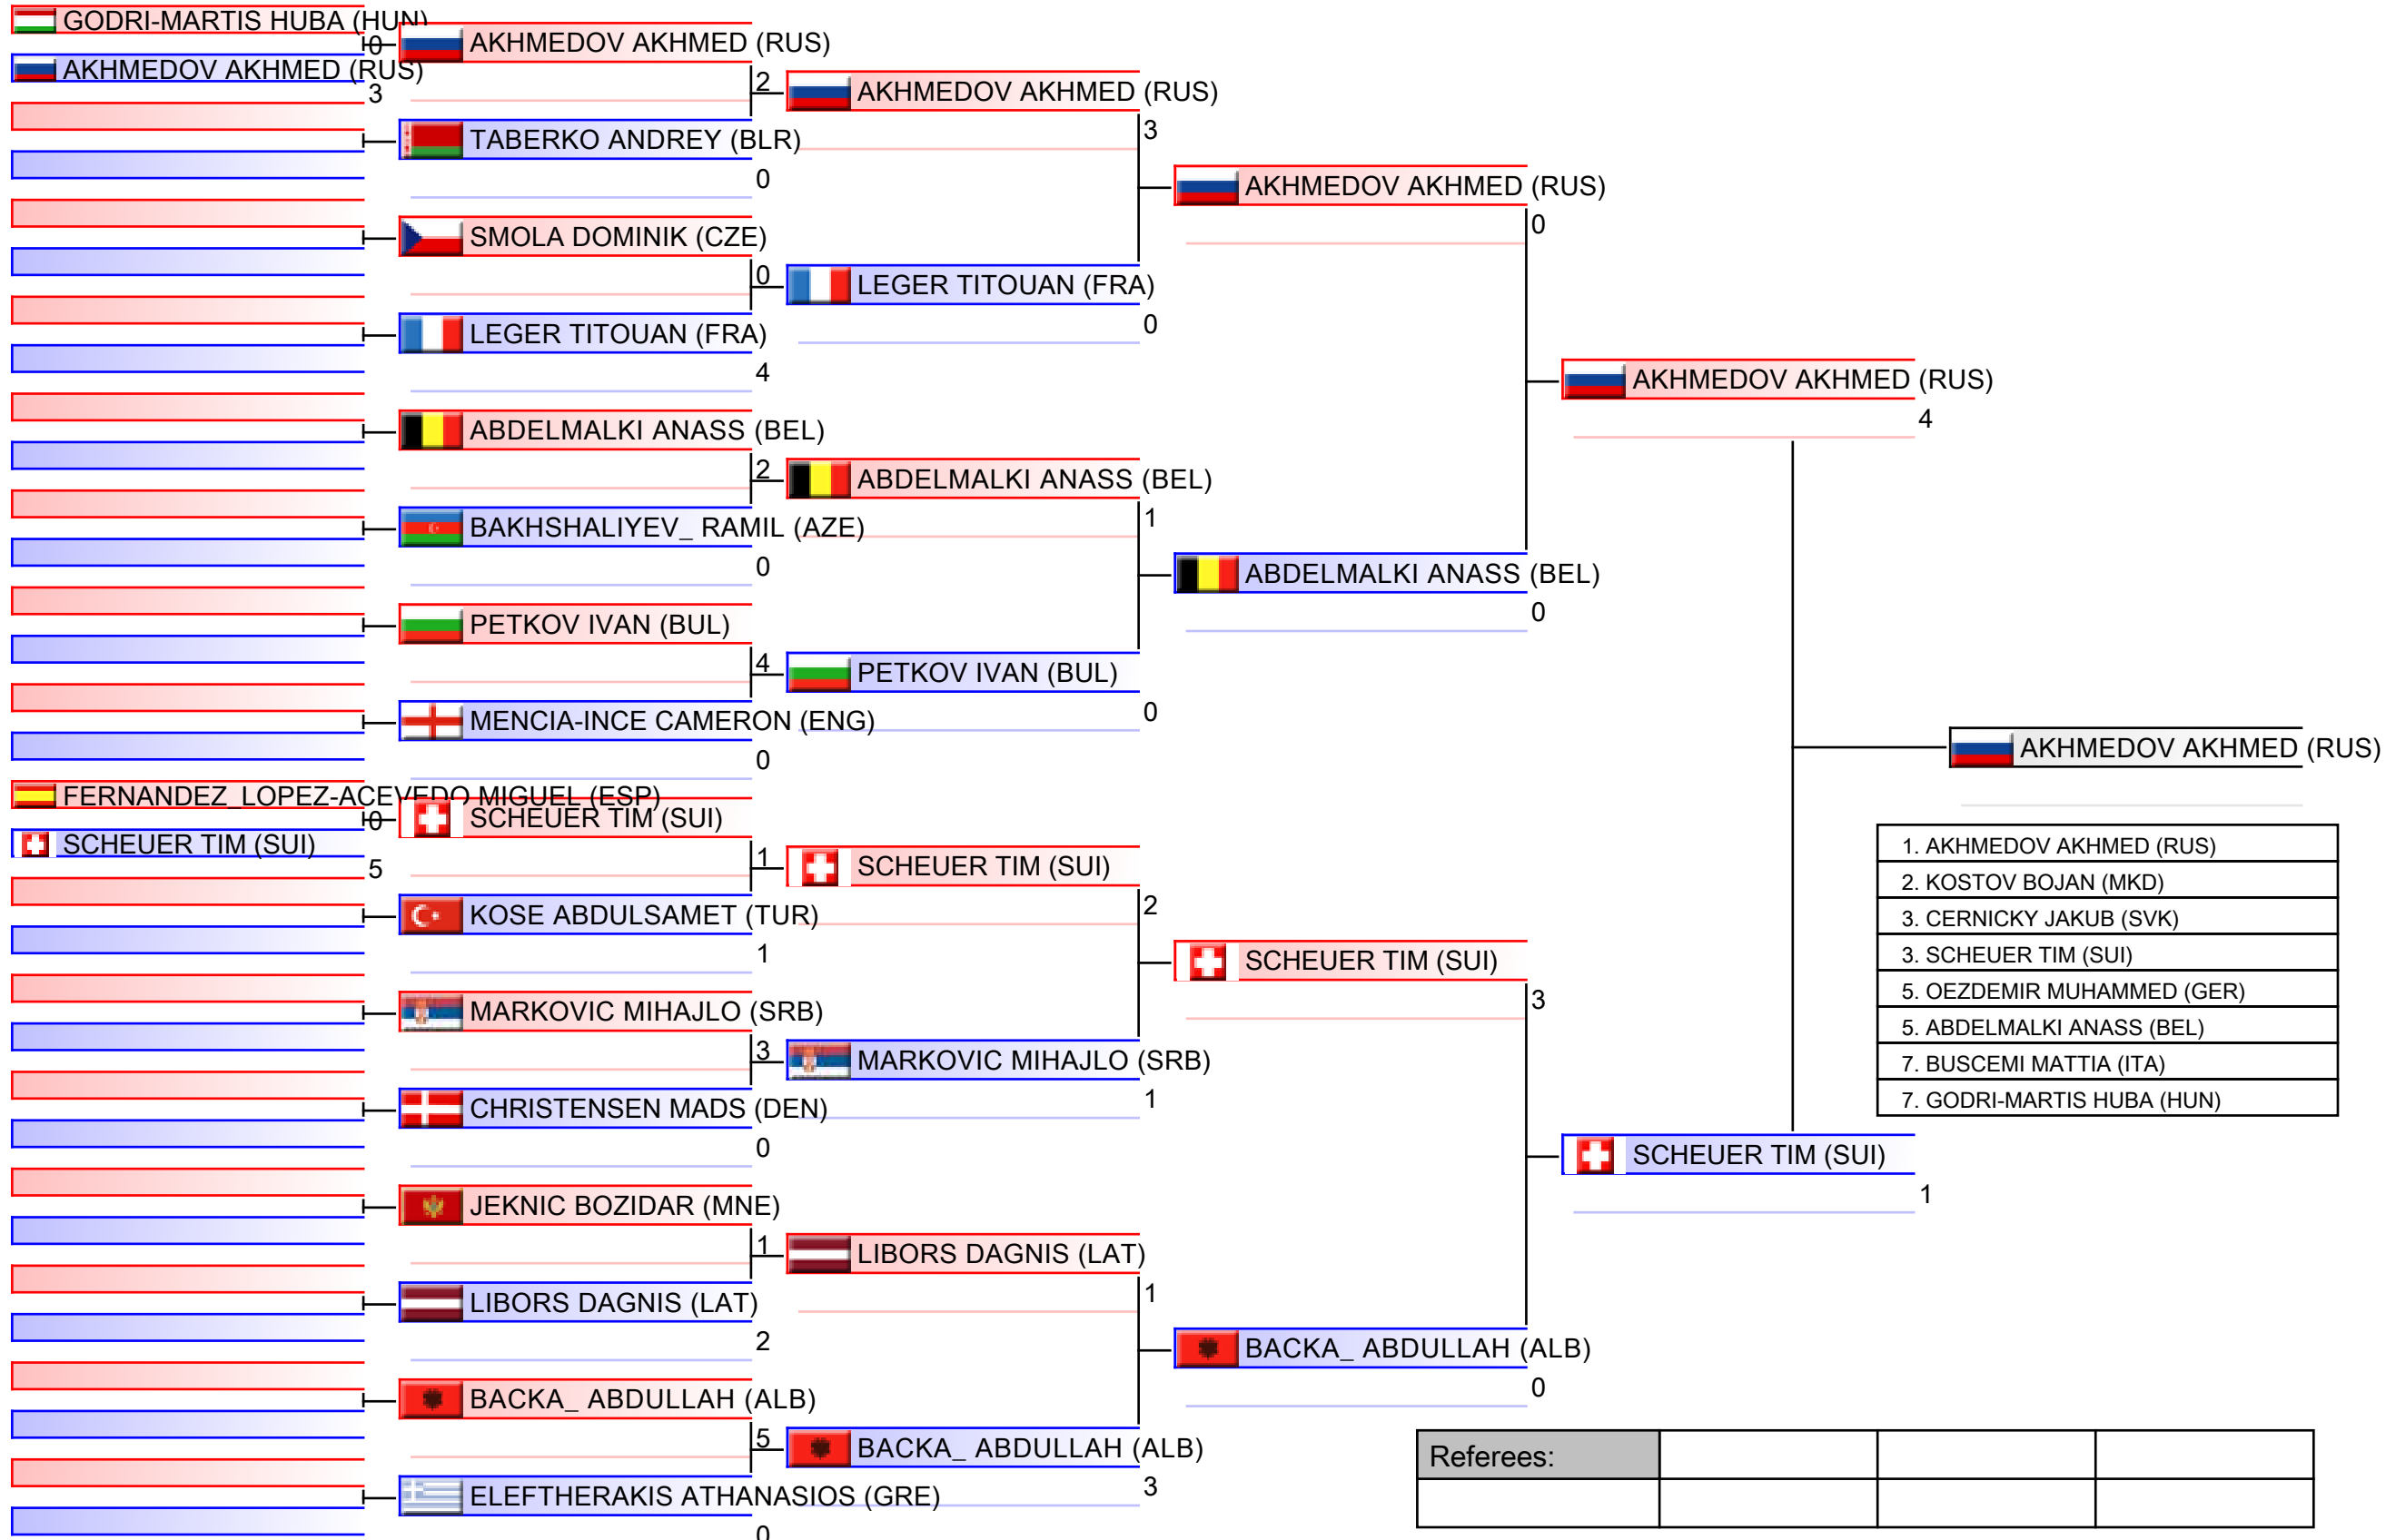 GODRI-MARTIS HUBA (HUN)
0
AKHMEDOV AKHMED (RUS)
3
FERNANDEZ_LOPEZ-ACEVEDO MIGUEL (ESP)
0
SCHEUER TIM (SUI)
5
AKHMEDOV AKHMED (RUS)
2
TABERKO ANDREY (BLR)
0
SMOLA DOMINIK (CZE)
0
LEGER TITOUAN (FRA)
4
ABDELMALKI ANASS (BEL)
2
BAKHSHALIYEV_ RAMIL (AZE)
0
PETKOV IVAN (BUL)
4
MENCIA-INCE CAMERON (ENG)
0
SCHEUER TIM (SUI)
1
KOSE ABDULSAMET (TUR)
1
MARKOVIC MIHAJLO (SRB)
3
CHRISTENSEN MADS (DEN)
0
JEKNIC BOZIDAR (MNE)
1
LIBORS DAGNIS (LAT)
2
BACKA_ ABDULLAH (ALB)
5
ELEFTHERAKIS ATHANASIOS (GRE)
0
AKHMEDOV AKHMED (RUS)
3
LEGER TITOUAN (FRA)
0
ABDELMALKI ANASS (BEL)
1
PETKOV IVAN (BUL)
0
SCHEUER TIM (SUI)
2
MARKOVIC MIHAJLO (SRB)
1
LIBORS DAGNIS (LAT)
1
BACKA_ ABDULLAH (ALB)
3
AKHMEDOV AKHMED (RUS)
0
ABDELMALKI ANASS (BEL)
0
SCHEUER TIM (SUI)
3
BACKA_ ABDULLAH (ALB)
0
AKHMEDOV AKHMED (RUS)
4
SCHEUER TIM (SUI)
1
AKHMEDOV AKHMED (RUS)
1. AKHMEDOV AKHMED (RUS)
2. KOSTOV BOJAN (MKD)
3. CERNICKY JAKUB (SVK)
3. SCHEUER TIM (SUI)
5. OEZDEMIR MUHAMMED (GER)
5. ABDELMALKI ANASS (BEL)
7. BUSCEMI MATTIA (ITA)
7. GODRI-MARTIS HUBA (HUN)
Referees: